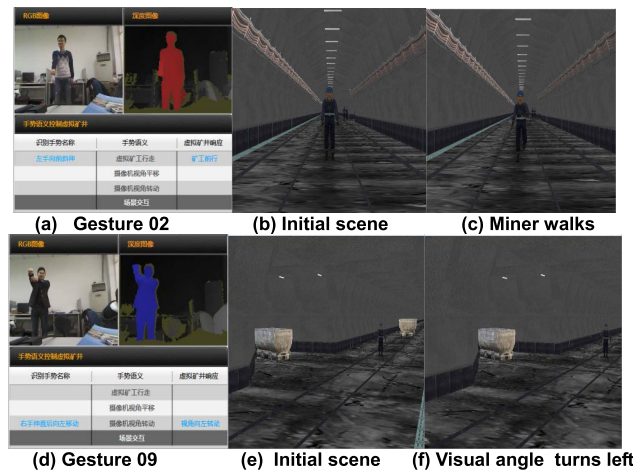 RGB图像 深度图像
手势语义控制虚拟矿井
识别手势名称 手势语义 虚拟矿井响应
左手向前斜伸 虚拟矿工行走 矿工前行
摄像机视角平移
摄像机视角转动
场景交互
(a) Gesture 02 (b) Initial scene (c) Miner walks
RGB图像 深度图像
手势语义控制虚拟矿井
识别手势名称 手势语义 虚拟矿井响应
虚拟矿工行走
摄像机视角平移
右手伸直后向左移动 摄像机视角转动 视角向左转动
场景交互
(d) Gesture 09 (e) Initial scene (f) Visual angle turns left